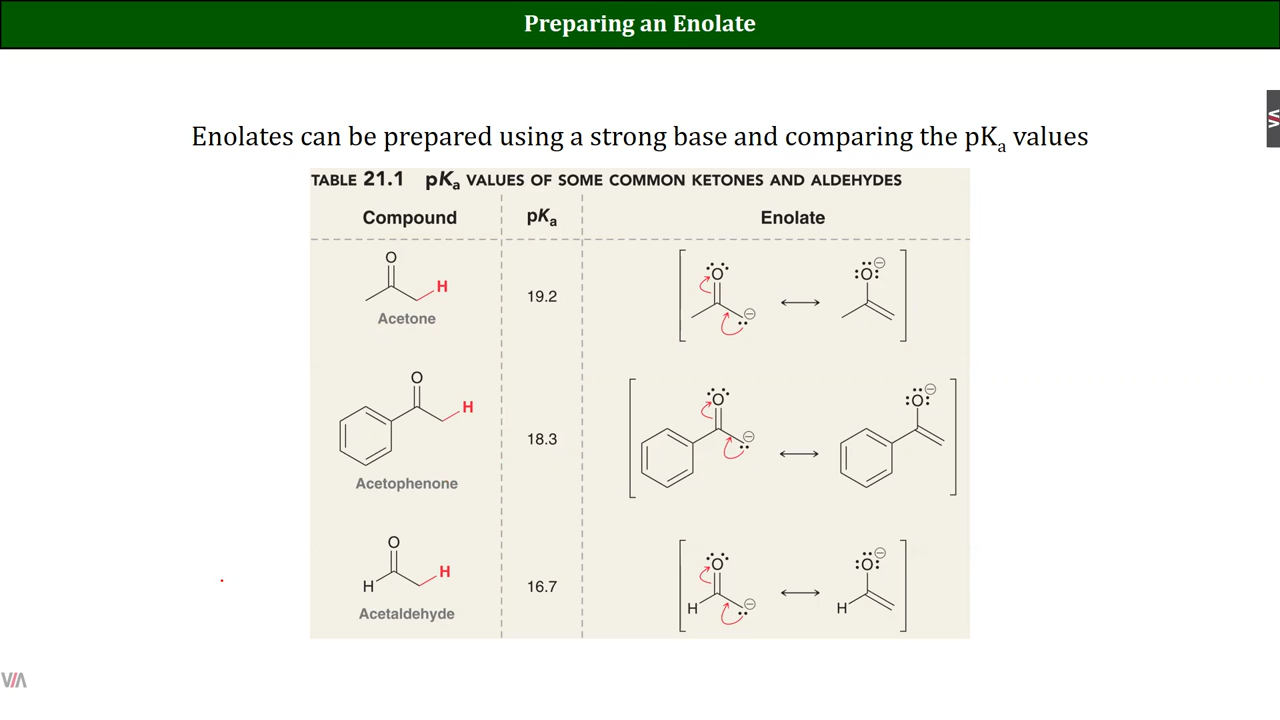 Preparing an Enolate
Enolates can be prepared using a strong base and comparing the pKa values
TABLE 21.1 pKa VALUES OF SOME COMMON KETONES AND ALDEHYDES
Compound pKa Enolate
O H
Acetone
19.2
O ⊖ O ⊖
O H
Acetophenone
18.3
O ⊖ O ⊖
O H H
Acetaldehyde
16.7
O H ⊖ O H ⊖
VIA
VIA